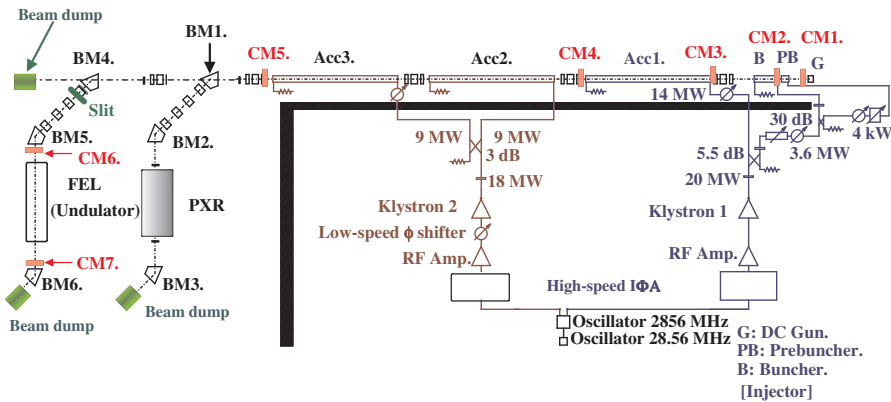 Beam dump
BM4.
BM1.
CM5.
Acc3.
Acc2.
CM4.
Acc1.
CM3.
CM2.
CM1.
B
PB
G
Slit
BM5.
BM2.
14 MW
30 dB
4 kW
CM6.
9 MW
9 MW
3 dB
5.5 dB
3.6 MW
FEL
(Undulator)
PXR
18 MW
20 MW
Klystron 2
Klystron 1
Low-speed ϕ shifter
CM7.
RF Amp.
RF Amp.
BM6.
BM3.
High-speed IΦA
Beam dump
Beam dump
Oscillator 2856 MHz
Oscillator 28.56 MHz
G: DC Gun.
PB: Prebuncher.
B: Buncher.
[Injector]